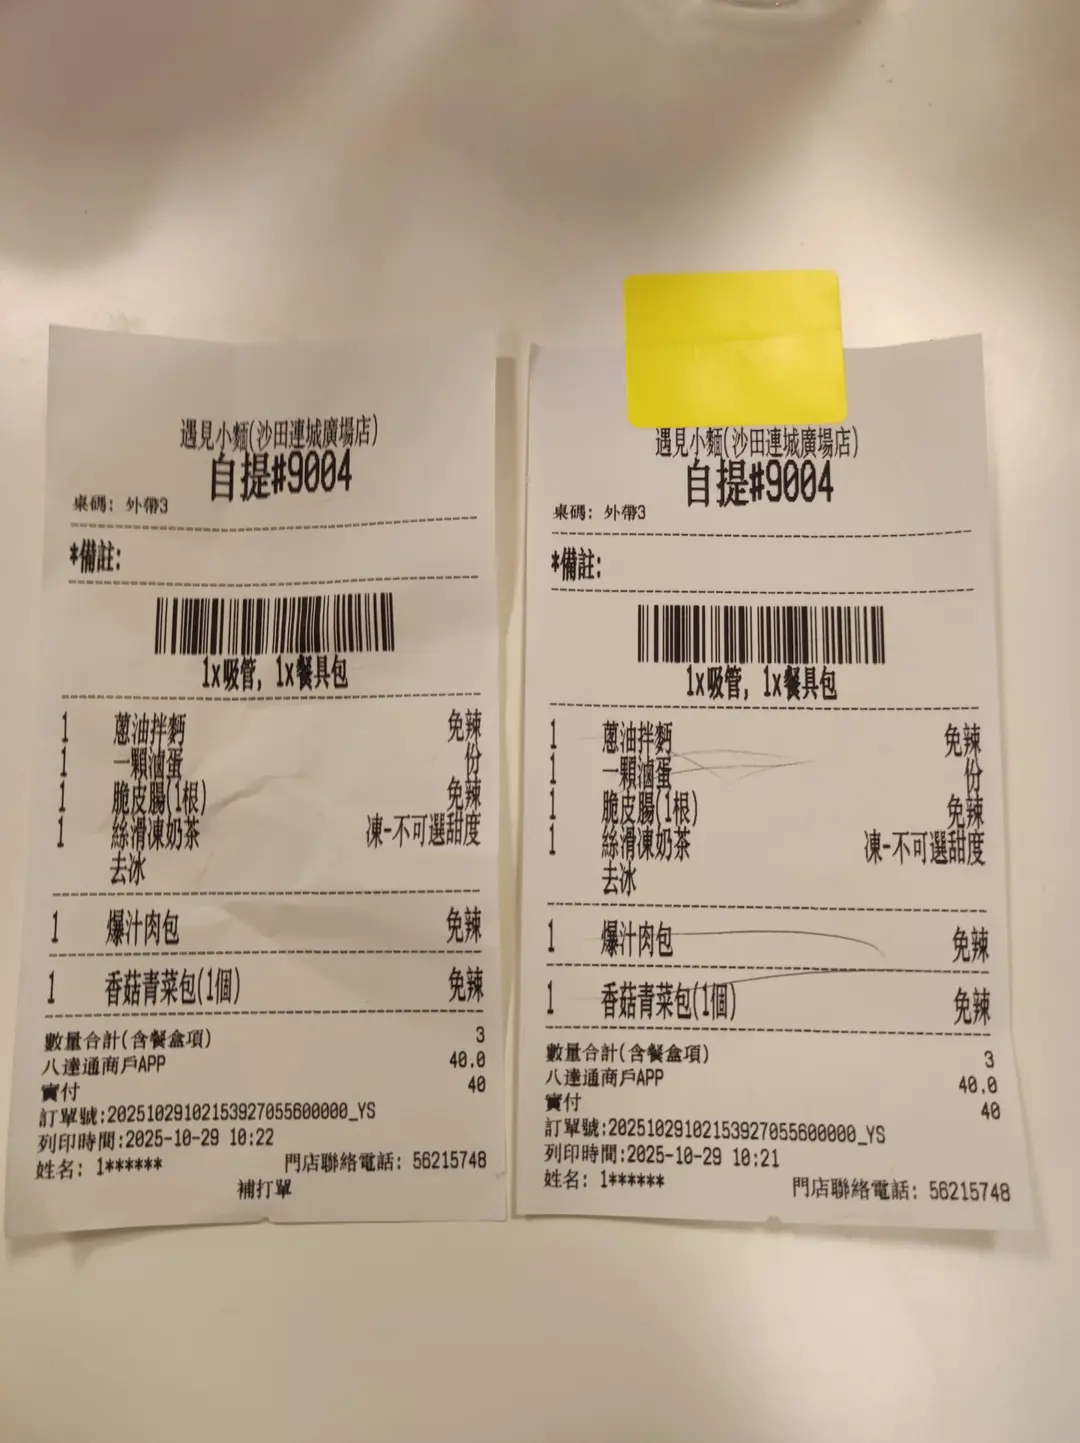 遇見小麵(沙田連城廣場店)
自提#9004
桌碼: 外帶3
*備註:
1x吸管, 1x餐具包
1 蔥油拌麪 免辣
1 一顆滷蛋 份
1 脆皮腸(1根) 免辣
1 絲滑凍奶茶 凍-不可選甜度
去冰
1 爆汁肉包 免辣
1 香菇青菜包(1個) 免辣
數量合計(含餐盒項) 3
八達通商戶APP 40.0
實付 40
訂單號:20251029102153927055600000_YS
列印時間:2025-10-29 10:22
姓名: 1****** 門店聯絡電話: 56215748
補打單
遇見小麵(沙田連城廣場店)
自提#9004
桌碼: 外帶3
*備註:
1x吸管, 1x餐具包
1 蔥油拌麪 免辣
1 一顆滷蛋 份
1 脆皮腸(1根) 免辣
1 絲滑凍奶茶 凍-不可選甜度
去冰
1 爆汁肉包 免辣
1 香菇青菜包(1個) 免辣
數量合計(含餐盒項) 3
八達通商戶APP 40.0
實付 40
訂單號:20251029102153927055600000_YS
列印時間:2025-10-29 10:21
姓名: 1****** 門店聯絡電話: 56215748